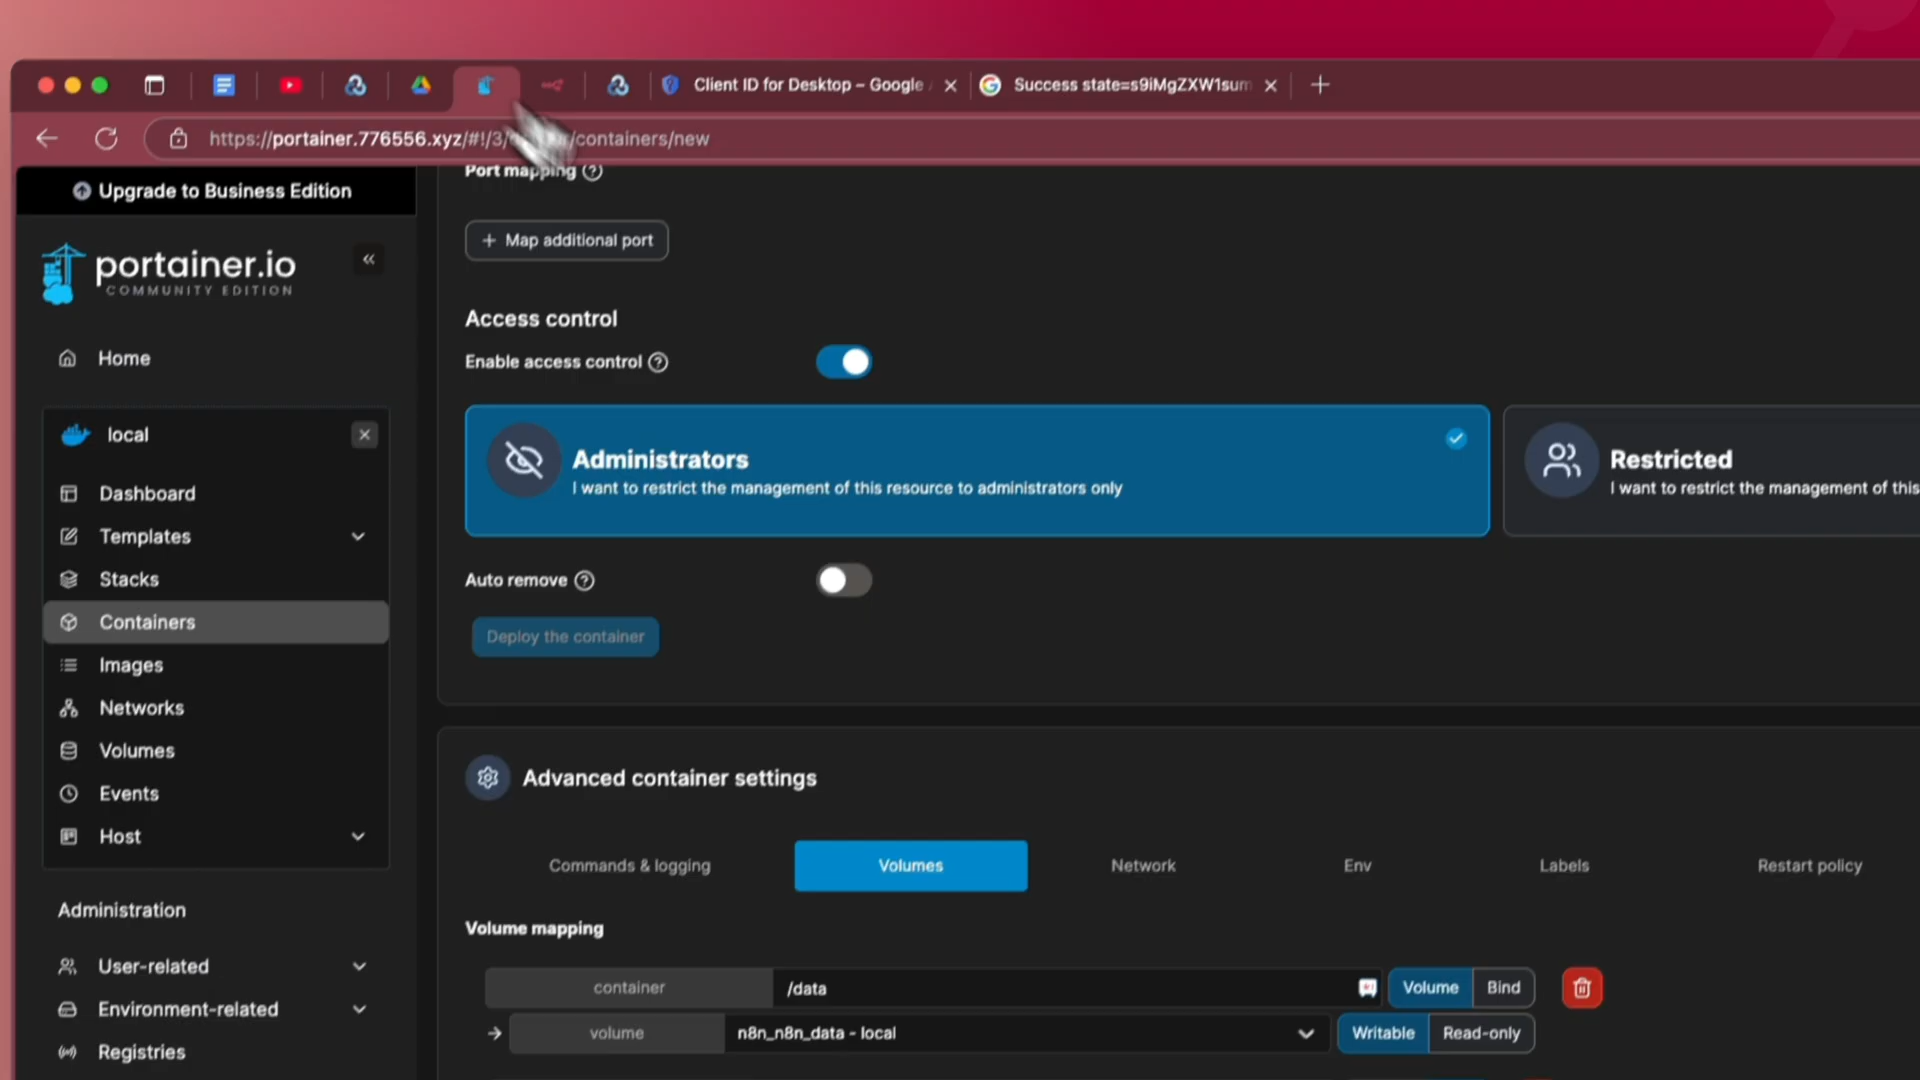 Client ID for Desktop – Google
Success state=s9iMgZXW1sum
https://portainer.776556.xyz/#!/3/ /containers/new
Upgrade to Business Edition
portainer.io
COMMUNITY EDITION
Home
local
Dashboard
Templates
Stacks
Containers
Images
Networks
Volumes
Events
Host
Administration
User-related
Environment-related
Registries
Port mapping
+ Map additional port
Access control
Enable access control
Administrators
I want to restrict the management of this resource to administrators only
Restricted
I want to restrict the management of this
Auto remove
Deploy the container
Advanced container settings
Commands & logging
Volumes
Network
Env
Labels
Restart policy
Volume mapping
container
/data
Volume
Bind
volume
n8n_n8n_data - local
Writable
Read-only